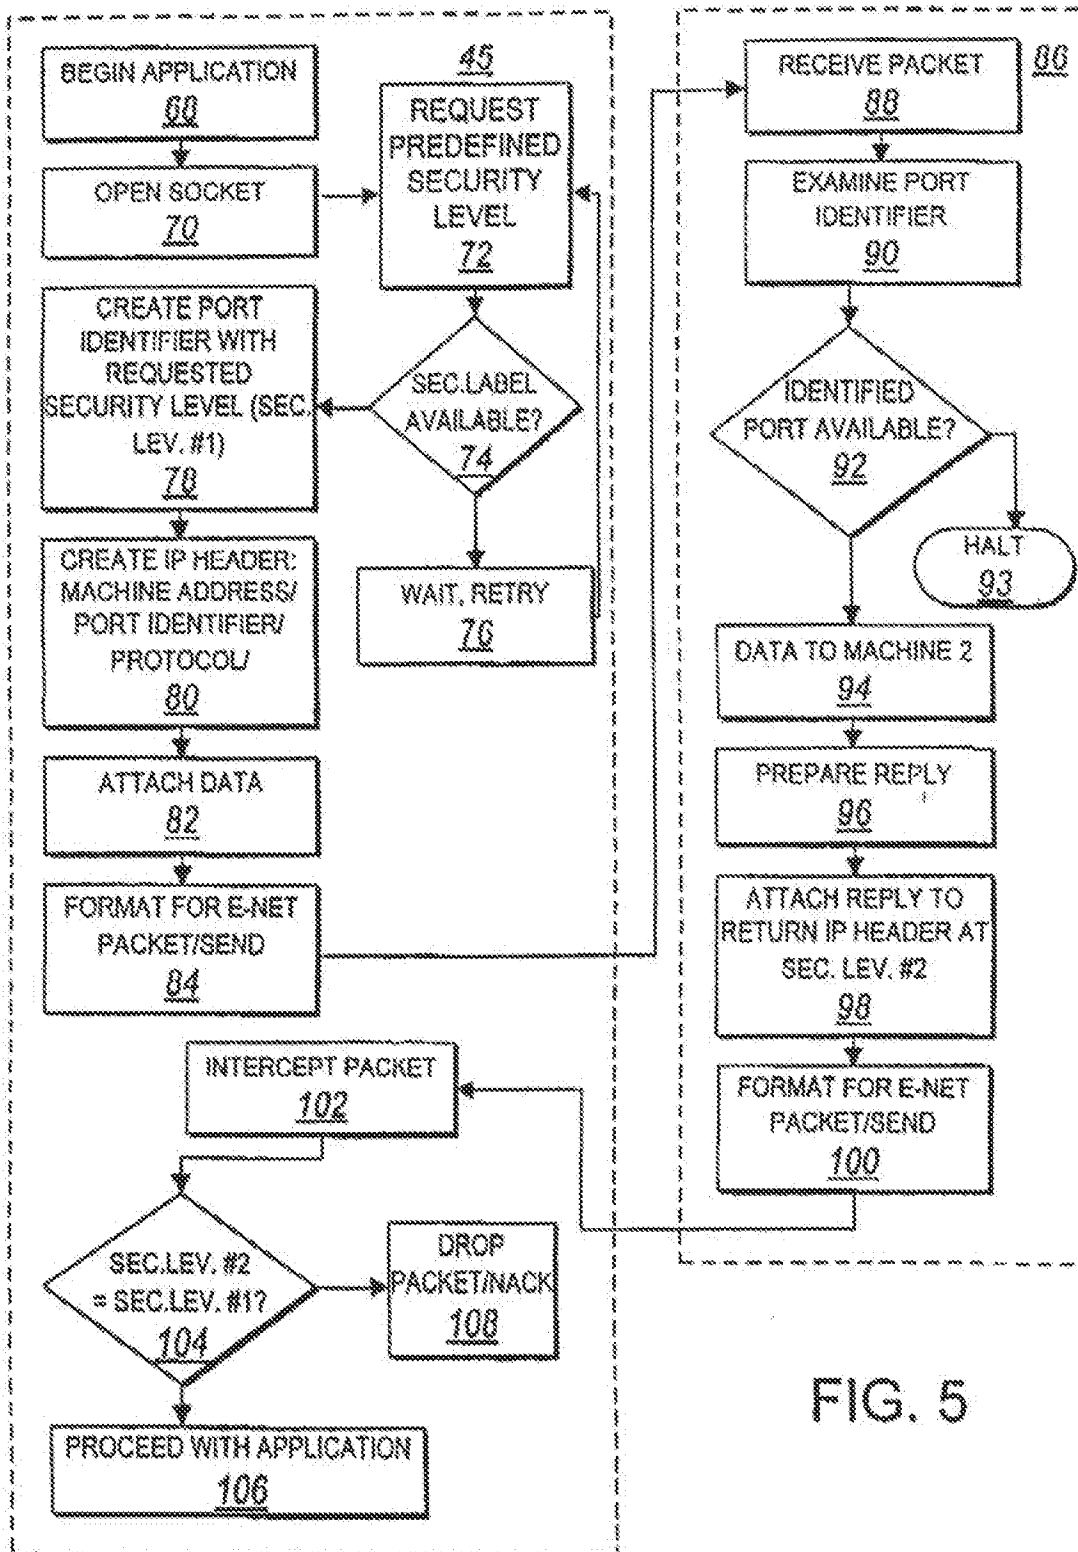 BEGIN APPLICATION
68
OPEN SOCKET
70
45
REQUEST
PREDEFINED
SECURITY
LEVEL
72
SEC.LABEL
AVAILABLE?
74
WAIT, RETRY
76
CREATE PORT
IDENTIFIER WITH
REQUESTED
SECURITY LEVEL (SEC.
LEV. #1)
78
CREATE IP HEADER:
MACHINE ADDRESS/
PORT IDENTIFIER/
PROTOCOL/
80
ATTACH DATA
82
FORMAT FOR E-NET
PACKET/SEND
84
86
RECEIVE PACKET
88
EXAMINE PORT
IDENTIFIER
90
IDENTIFIED
PORT AVAILABLE?
92
HALT
93
DATA TO MACHINE 2
94
PREPARE REPLY
96
ATTACH REPLY TO
RETURN IP HEADER AT
SEC. LEV. #2
98
FORMAT FOR E-NET
PACKET/SEND
100
INTERCEPT PACKET
102
SEC.LEV. #2
= SEC.LEV. #1?
104
DROP
PACKET/NACK
108
PROCEED WITH APPLICATION
106
FIG. 5